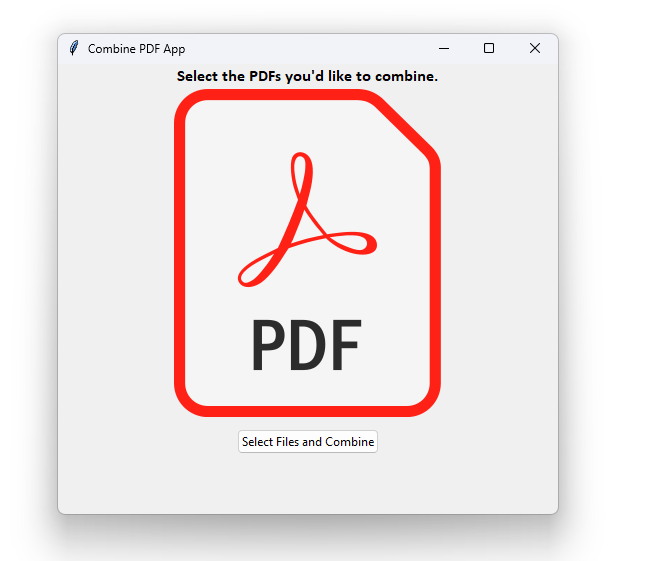 Combine PDF App
Select the PDFs you'd like to combine.
PDF
Select Files and Combine